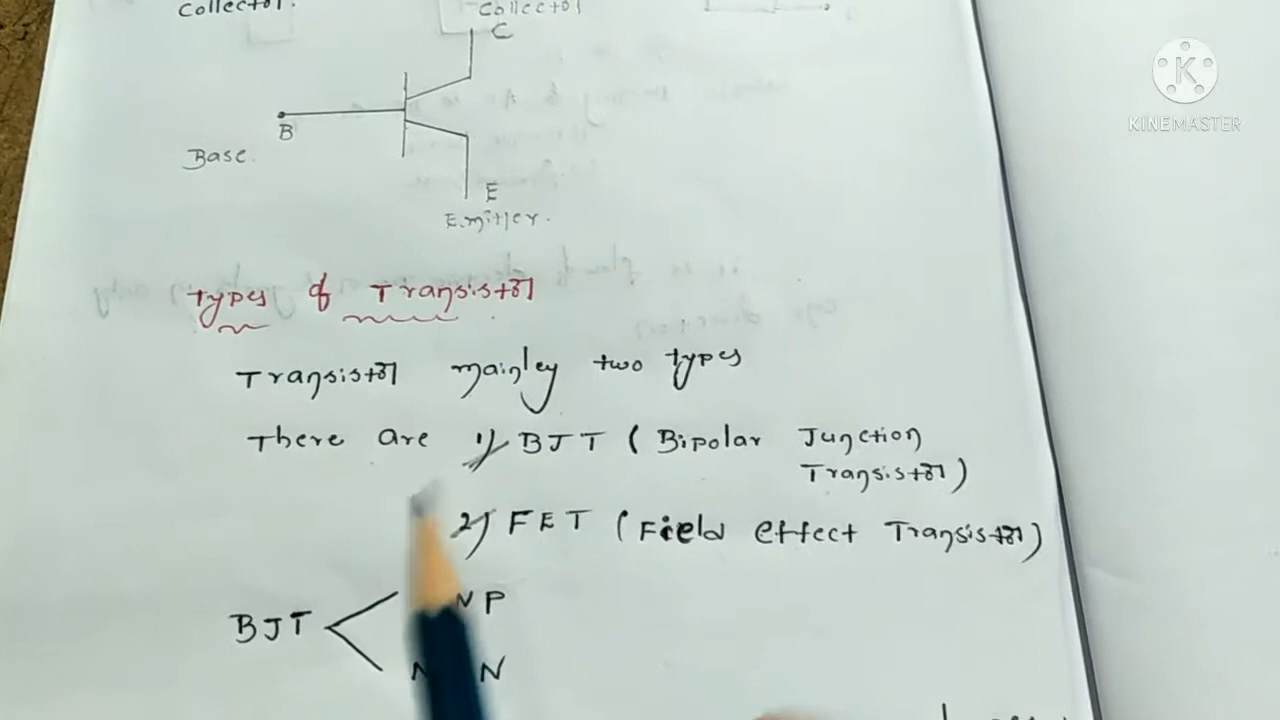 Collector.
Collector
C
B
Base.
E
Emitter.
Types of Transistor
Transistor mainley two types
There are 1) BJT ( Bipolar Junction
Transistor)
2) FET ( Field effect Transistor)
BJT
NP
N N
KINEMASTER